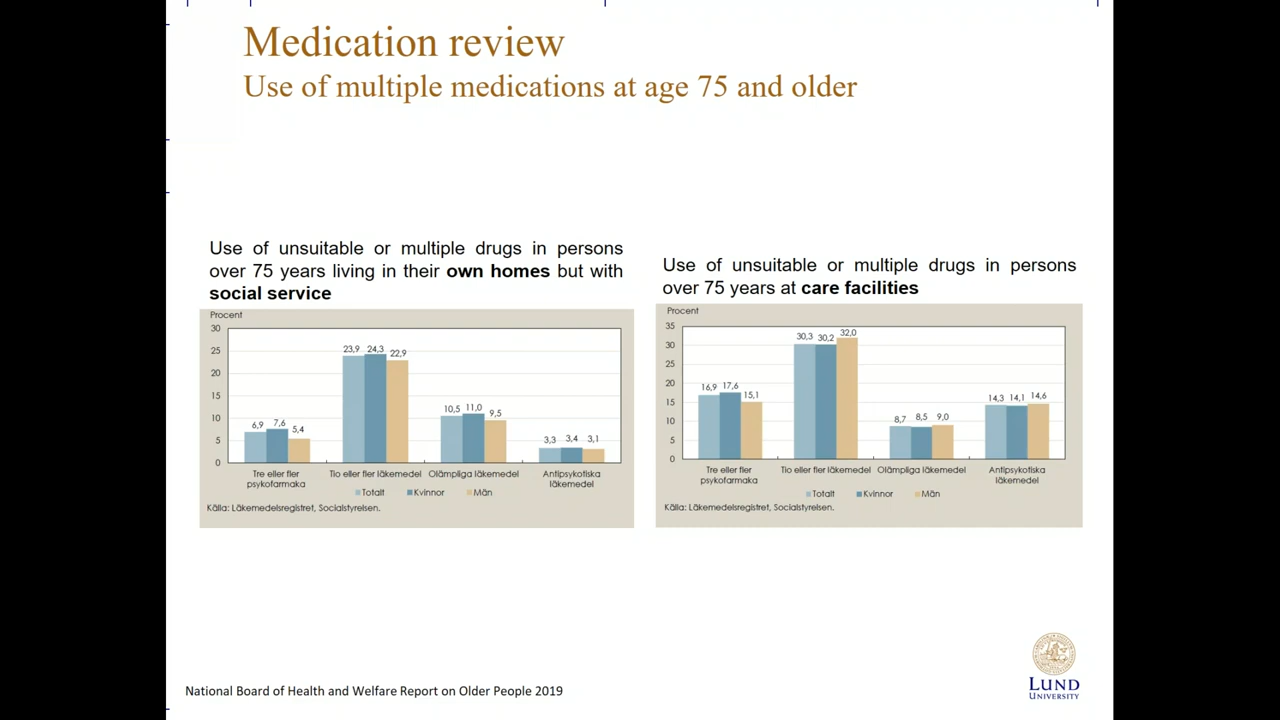 Medication review
Use of multiple medications at age 75 and older
Use of unsuitable or multiple drugs in persons
over 75 years living in their own homes but with
social service
Procent
30
25
20
15
10
5
0
6,9 7,6 5,4
23,9 24,3 22,9
10,5 11,0 9,5
3,3 3,4 3,1
Tre eller fler
psykofarmaka
Tio eller fler läkemedel
Olämpliga läkemedel
Antipsykotiska
läkemedel
Totalt Kvinnor Män
Källa: Läkemedelsregistret, Socialstyrelsen.
Use of unsuitable or multiple drugs in persons
over 75 years at care facilities
Procent
35
30
25
20
15
10
5
0
16,9 17,6 15,1
30,3 30,2 32,0
8,7 8,5 9,0
14,3 14,1 14,6
Tre eller fler
psykofarmaka
Tio eller fler läkemedel
Olämpliga läkemedel
Antipsykotiska
läkemedel
Totalt Kvinnor Män
Källa: Läkemedelsregistret, Socialstyrelsen.
National Board of Health and Welfare Report on Older People 2019
LUND
UNIVERSITY